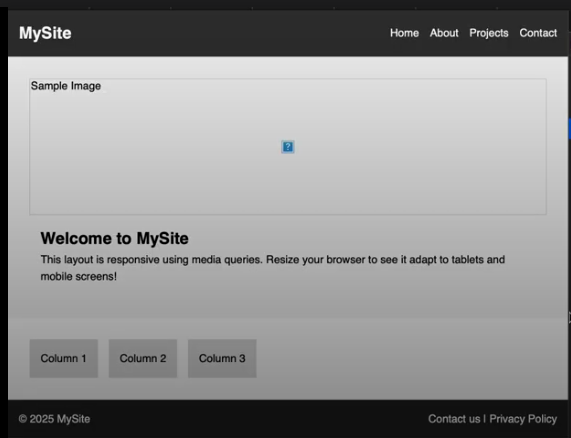 MySite
Home About Projects Contact
Sample Image
?
Welcome to MySite
This layout is responsive using media queries. Resize your browser to see it adapt to tablets and
mobile screens!
Column 1 Column 2 Column 3
© 2025 MySite
Contact us | Privacy Policy